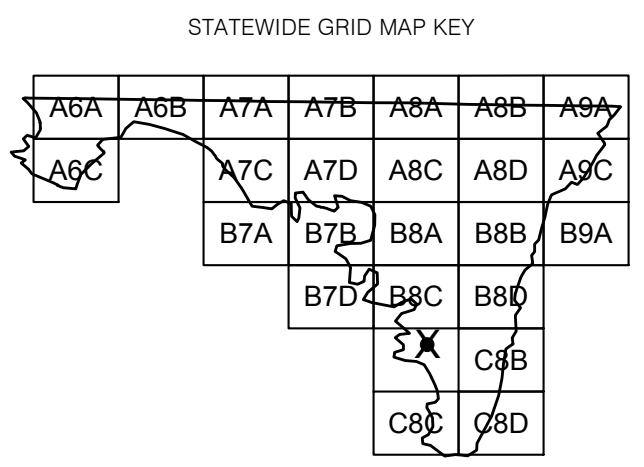 STATEWIDE GRID MAP KEY
A6A A6B A7A A7B A8A A8B A9A
A6C A7C A7D A8C A8D A9C
B7A B7B B8A B8B B9A
B7D B8C B8D
X C8B
C8C C8D